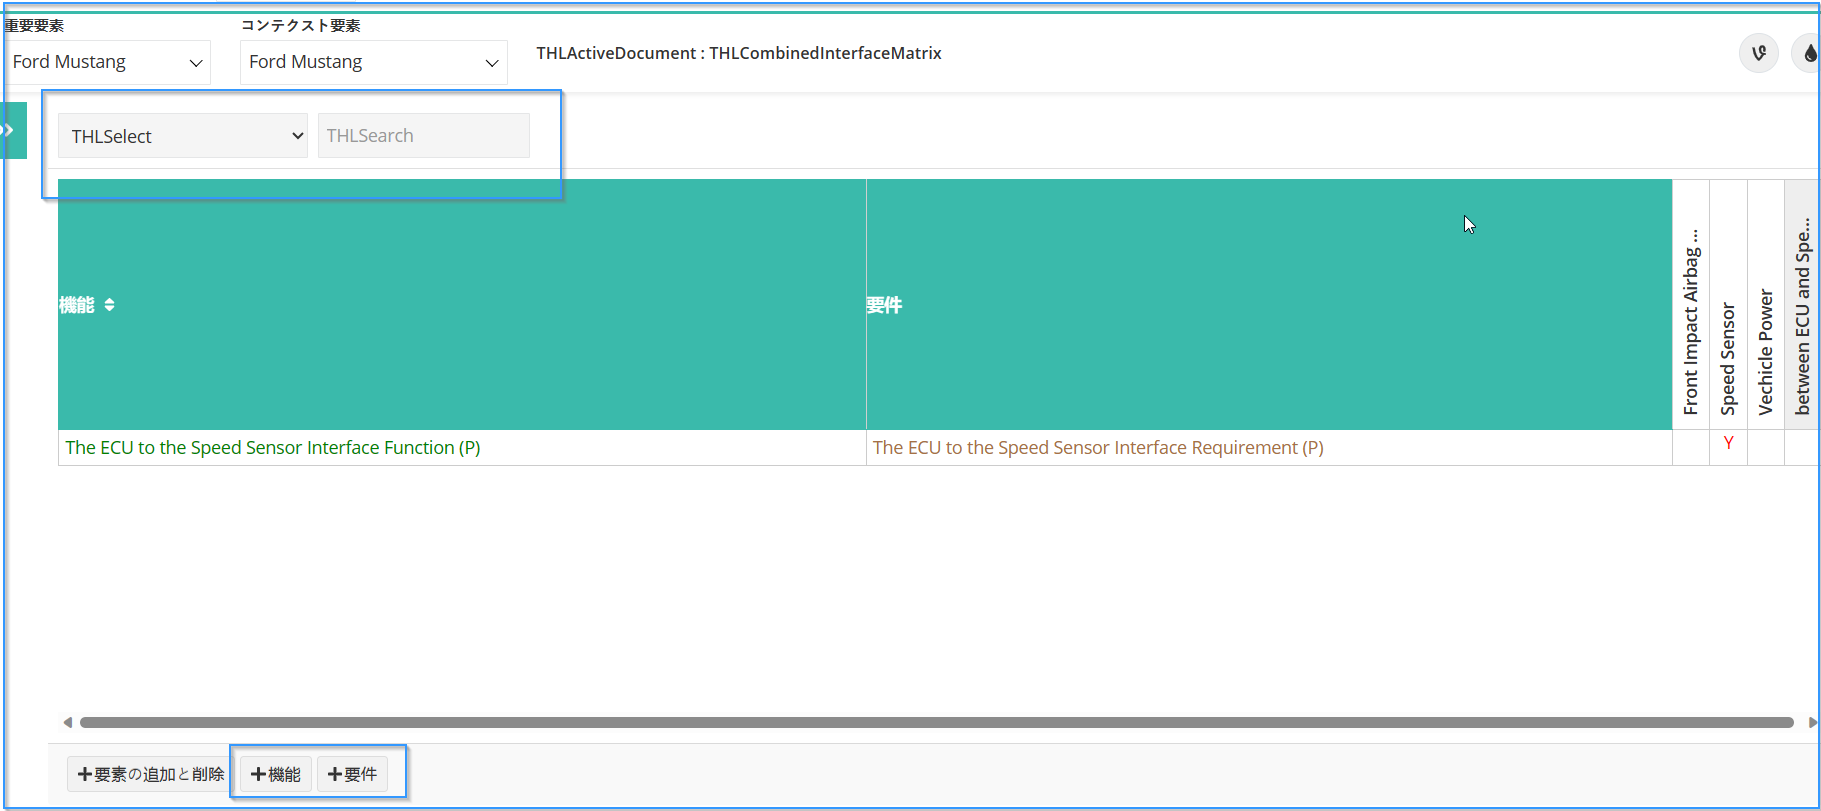 重要要素
コンテクスト要素
Ford Mustang
Ford Mustang
THLActiveDocument : THLCombinedInterfaceMatrix
THLSelect
THLSearch
機能
要件
Front Impact Airbag ...
Speed Sensor
Vechicle Power
between ECU and Spe...
The ECU to the Speed Sensor Interface Function (P)
The ECU to the Speed Sensor Interface Requirement (P)
Y
+要素の追加と削除
+機能
+要件